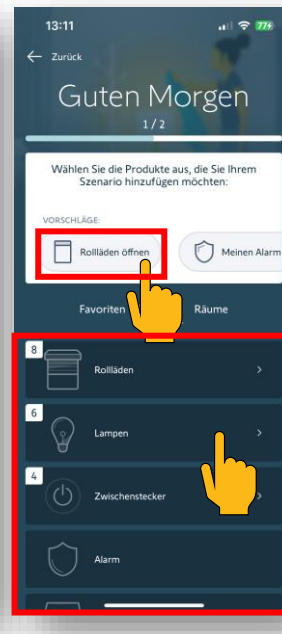 13:11
77
Zurück
Guten Morgen
1/2
Wählen Sie die Produkte aus, die Sie Ihrem
Szenario hinzufügen möchten:
VORSCHLÄGE:
Rollläden öffnen
Meinen Alarm
Favoriten
Räume
8
Rollläden
6
Lampen
4
Zwischenstecker
Alarm